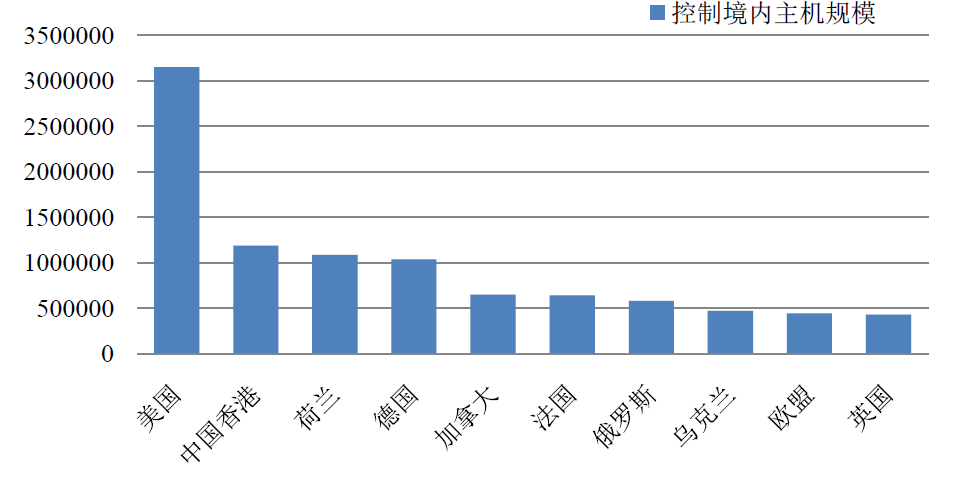 控制境内主机规模
3500000
3000000
2500000
2000000
1500000
1000000
500000
0
美国
中国香港
荷兰
德国
加拿大
法国
俄罗斯
乌克兰
欧盟
英国